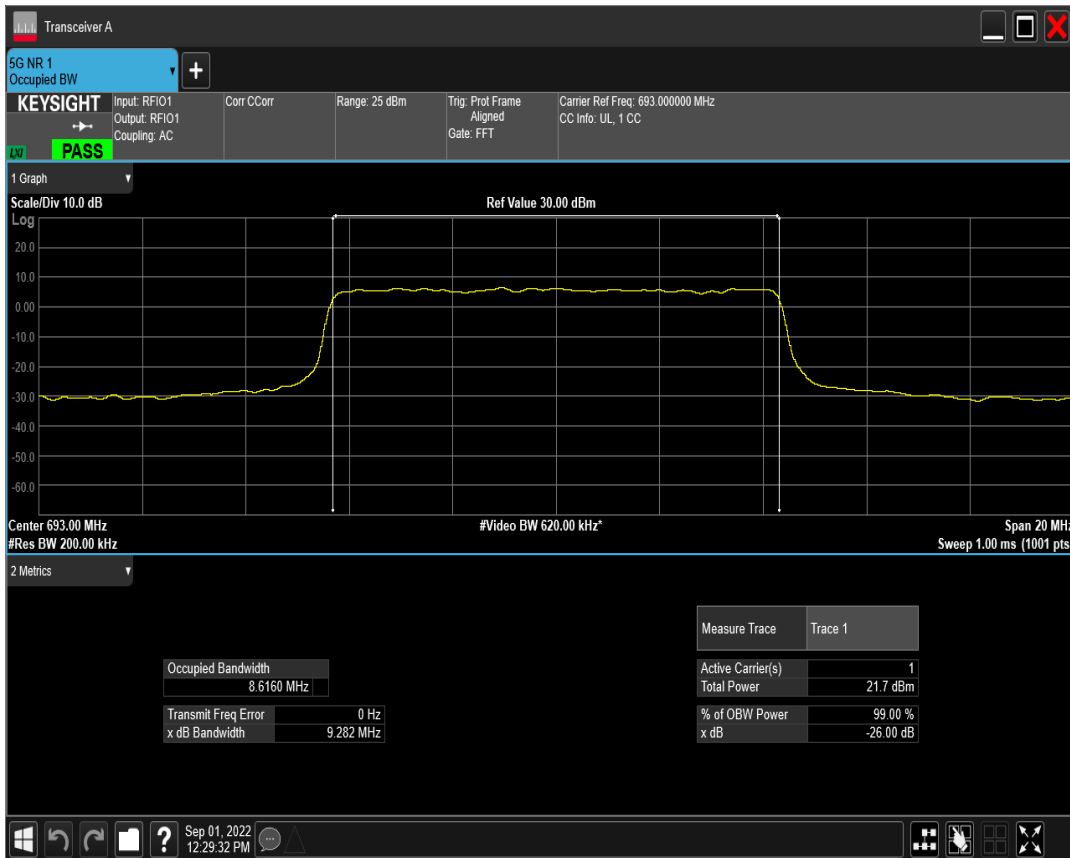 Transceiver A
5G NR 1
Occupied BW
KEYSIGHT
LXI
PASS
Input: RFIO1
Output: RFIO1
Coupling: AC
Corr CCorr
Range: 25 dBm
Trig: Prot Frame
Aligned
Gate: FFT
Carrier Ref Freq: 693.000000 MHz
CC Info: UL, 1 CC
1 Graph
Scale/Div 10.0 dB
Ref Value 30.00 dBm
Log
20.0
10.0
0.00
-10.0
-20.0
-30.0
-40.0
-50.0
-60.0
Center 693.00 MHz
#Video BW 620.00 kHz*
Span 20 MHz
#Res BW 200.00 kHz
Sweep 1.00 ms (1001 pts
2 Metrics
Measure Trace Trace 1
Occupied Bandwidth
8.6160 MHz
Active Carrier(s) 1
Total Power 21.7 dBm
Transmit Freq Error 0 Hz
x dB Bandwidth 9.282 MHz
% of OBW Power 99.00 %
x dB -26.00 dB
?
Sep 01, 2022
12:29:32 PM